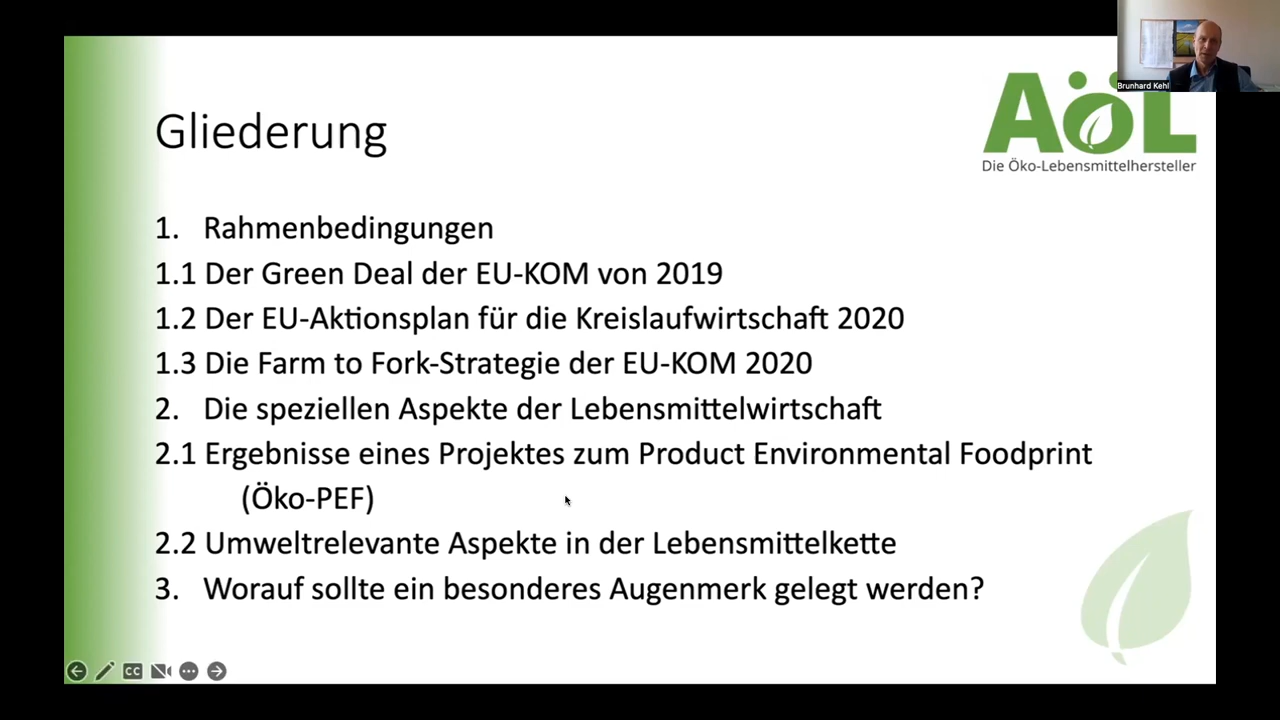 Brunhard Kehl
AöL
Die Öko-Lebensmittelhersteller
Gliederung
1. Rahmenbedingungen
1.1 Der Green Deal der EU-KOM von 2019
1.2 Der EU-Aktionsplan für die Kreislaufwirtschaft 2020
1.3 Die Farm to Fork-Strategie der EU-KOM 2020
2. Die speziellen Aspekte der Lebensmittelwirtschaft
2.1 Ergebnisse eines Projektes zum Product Environmental Foodprint
(Öko-PEF)
2.2 Umweltrelevante Aspekte in der Lebensmittelkette
3. Worauf sollte ein besonderes Augenmerk gelegt werden?
CC